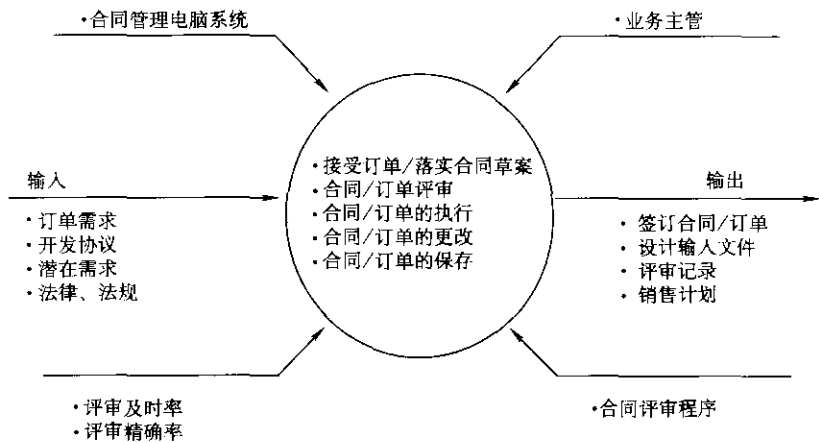 ·合同管理电脑系统
·业务主管
·接受订单/落实合同草案
·合同/订单评审
·合同/订单的执行
·合同/订单的更改
·合同/订单的保存
输入
·订单需求
·开发协议
·潜在需求
·法律、法规
输出
·签订合同/订单
·设计输人文件
·评审记录
·销售计划
·评审及时率
·评审精确率
·合同评审程序